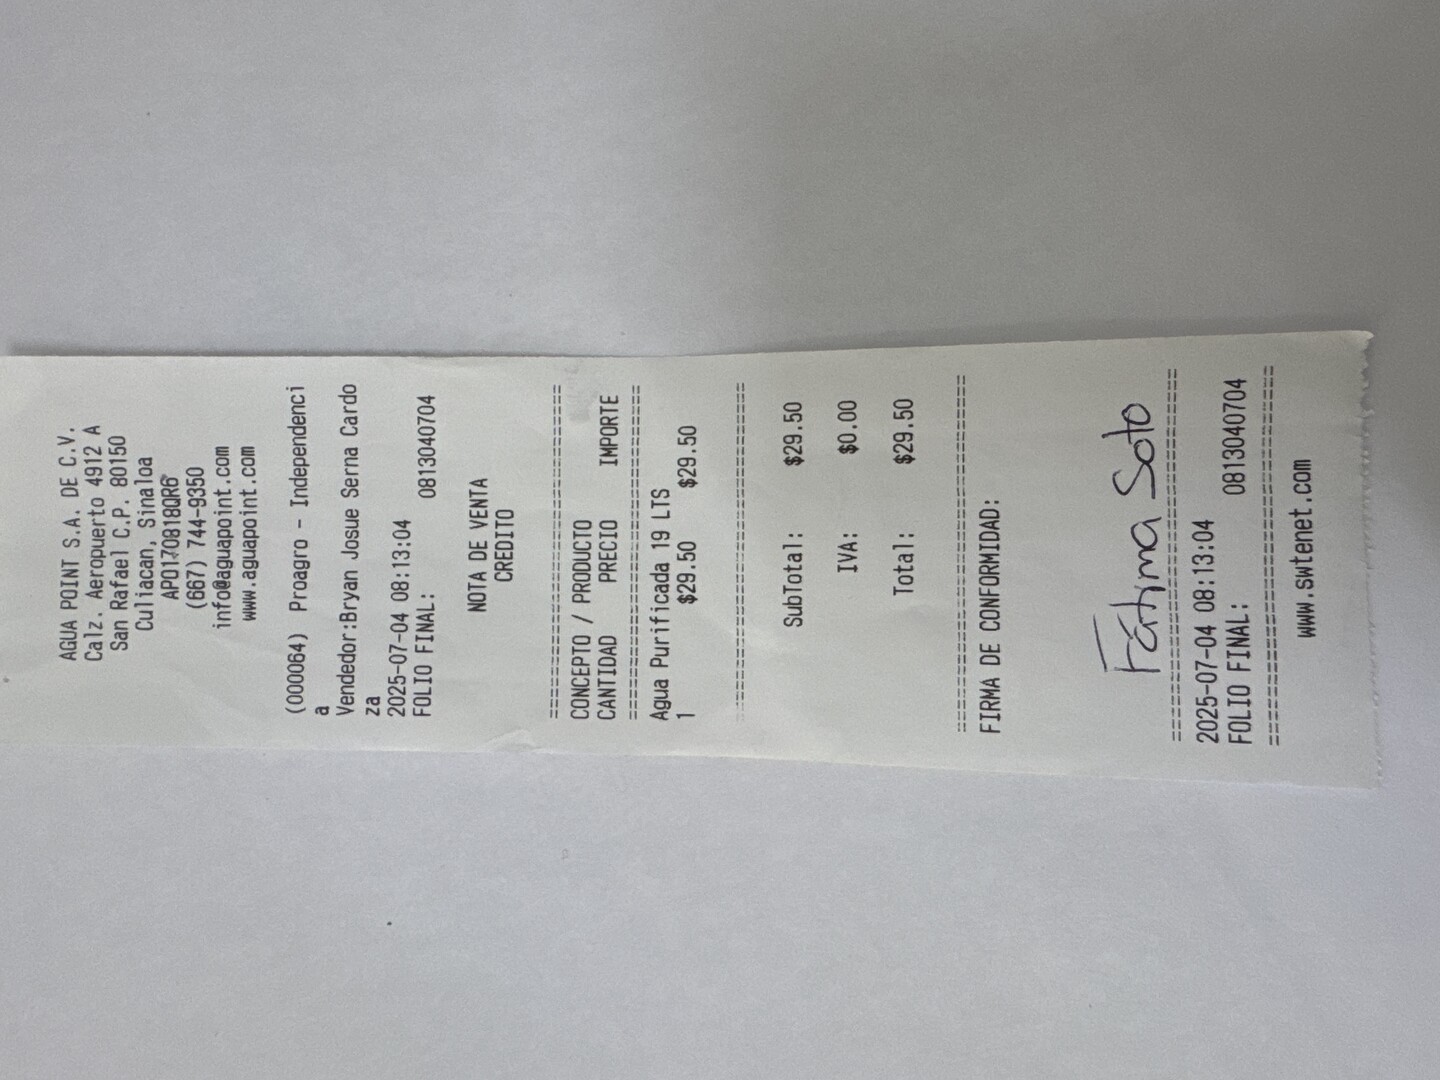 AGUA POINT S.A. DE C.V.
Calz. Aeropuerto 4912 A
San Rafael C.P. 80150
Culiacan, Sinaloa
APO170818QR6
(667) 744-9350
info@aguapoint.com
www.aguapoint.com
(000064) Proagro - Independenci
a
Vendedor:Bryan Josue Serna Cardo
za
2025-07-04 08:13:04
FOLIO FINAL: 0813040704
NOTA DE VENTA
CREDITO
================================
CONCEPTO / PRODUCTO
CANTIDAD PRECIO IMPORTE
================================
Agua Purificada 19 LTS
1 $29.50 $29.50
================================
SubTotal: $29.50
IVA: $0.00
Total: $29.50
================================
FIRMA DE CONFORMIDAD:
Fatima Soto
================================
2025-07-04 08:13:04
FOLIO FINAL: 0813040704
================================
www.swtenet.com